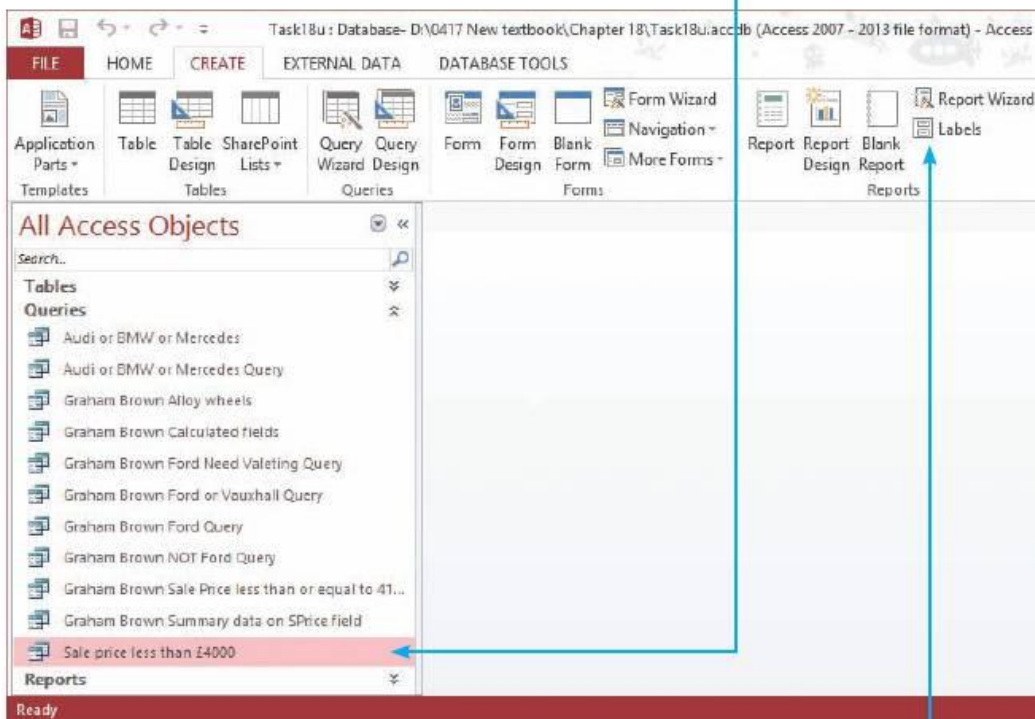 Task18u : Database- D:\0417 New textbook\Chapter 18\Task18u.accdb (Access 2007 - 2013 file format) - Access
FILE HOME CREATE EXTERNAL DATA DATABASE TOOLS
Application Parts
Table
Table Design
SharePoint Lists
Query Wizard
Query Design
Form
Form Design
Blank Form
Form Wizard
Navigation
More Forms
Report
Report Design
Blank Report
Report Wizard
Labels
Templates Tables Queries Forms Reports
All Access Objects
Search..
Tables
Queries
Audi or BMW or Mercedes
Audi or BMW or Mercedes Query
Graham Brown Alloy wheels
Graham Brown Calculated fields
Graham Brown Ford Need Valeting Query
Graham Brown Ford or Vauxhall Query
Graham Brown Ford Query
Graham Brown NOT Ford Query
Graham Brown Sale Price less than or equal to 41...
Graham Brown Summary data on SPrice field
Sale price less than £4000
Reports
Ready